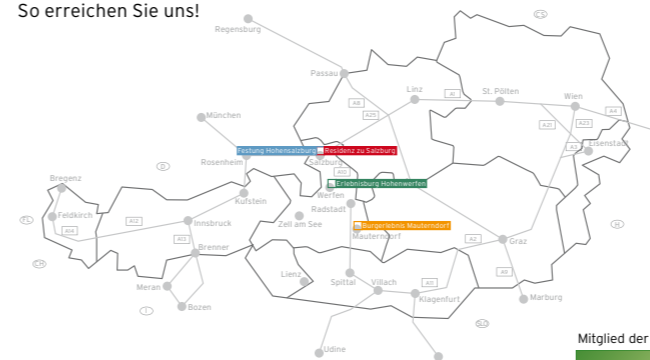 So erreichen Sie uns!
CS
Regensburg
Passau
Linz
A1
St. Pölten
Wien
A8
A25
A4
München
A21
A23
A3
Eisenstadt
Festung Hohensalzburg
Residenz zu Salzburg
Rosenheim
Salzburg
D
A10
Bregenz
Erlebnisburg Hohenwerfen
Kufstein
Werfen
Radstadt
FL
Feldkirch
A14
A12
Innsbruck
Zell am See
Burgerlebnis Mauterndorf
H
Mauterndorf
A13
Brenner
A2
Graz
CH
Lienz
Spittal
Villach
A11
A9
Meran
Klagenfurt
Marburg
I
Bozen
SLO
Udine
Mitglied der